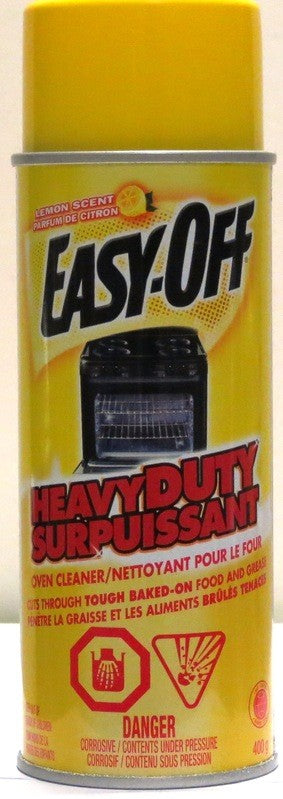 LEMON SCENT
PARFUM DE CITRON
EASY-OFF
HEAVY DUTY
SURPUISSANT
OVEN CLEANER/NETTOYANT POUR LE FOUR
CUTS THROUGH TOUGH BAKED-ON FOOD AND GREASE
PÉNÈTRE LA GRAISSE ET LES ALIMENTS BRÛLÉS TENACES
DANGER
CORROSIVE / CONTENTS UNDER PRESSURE
CORROSIF / CONTENU SOUS PRESSION
400 g